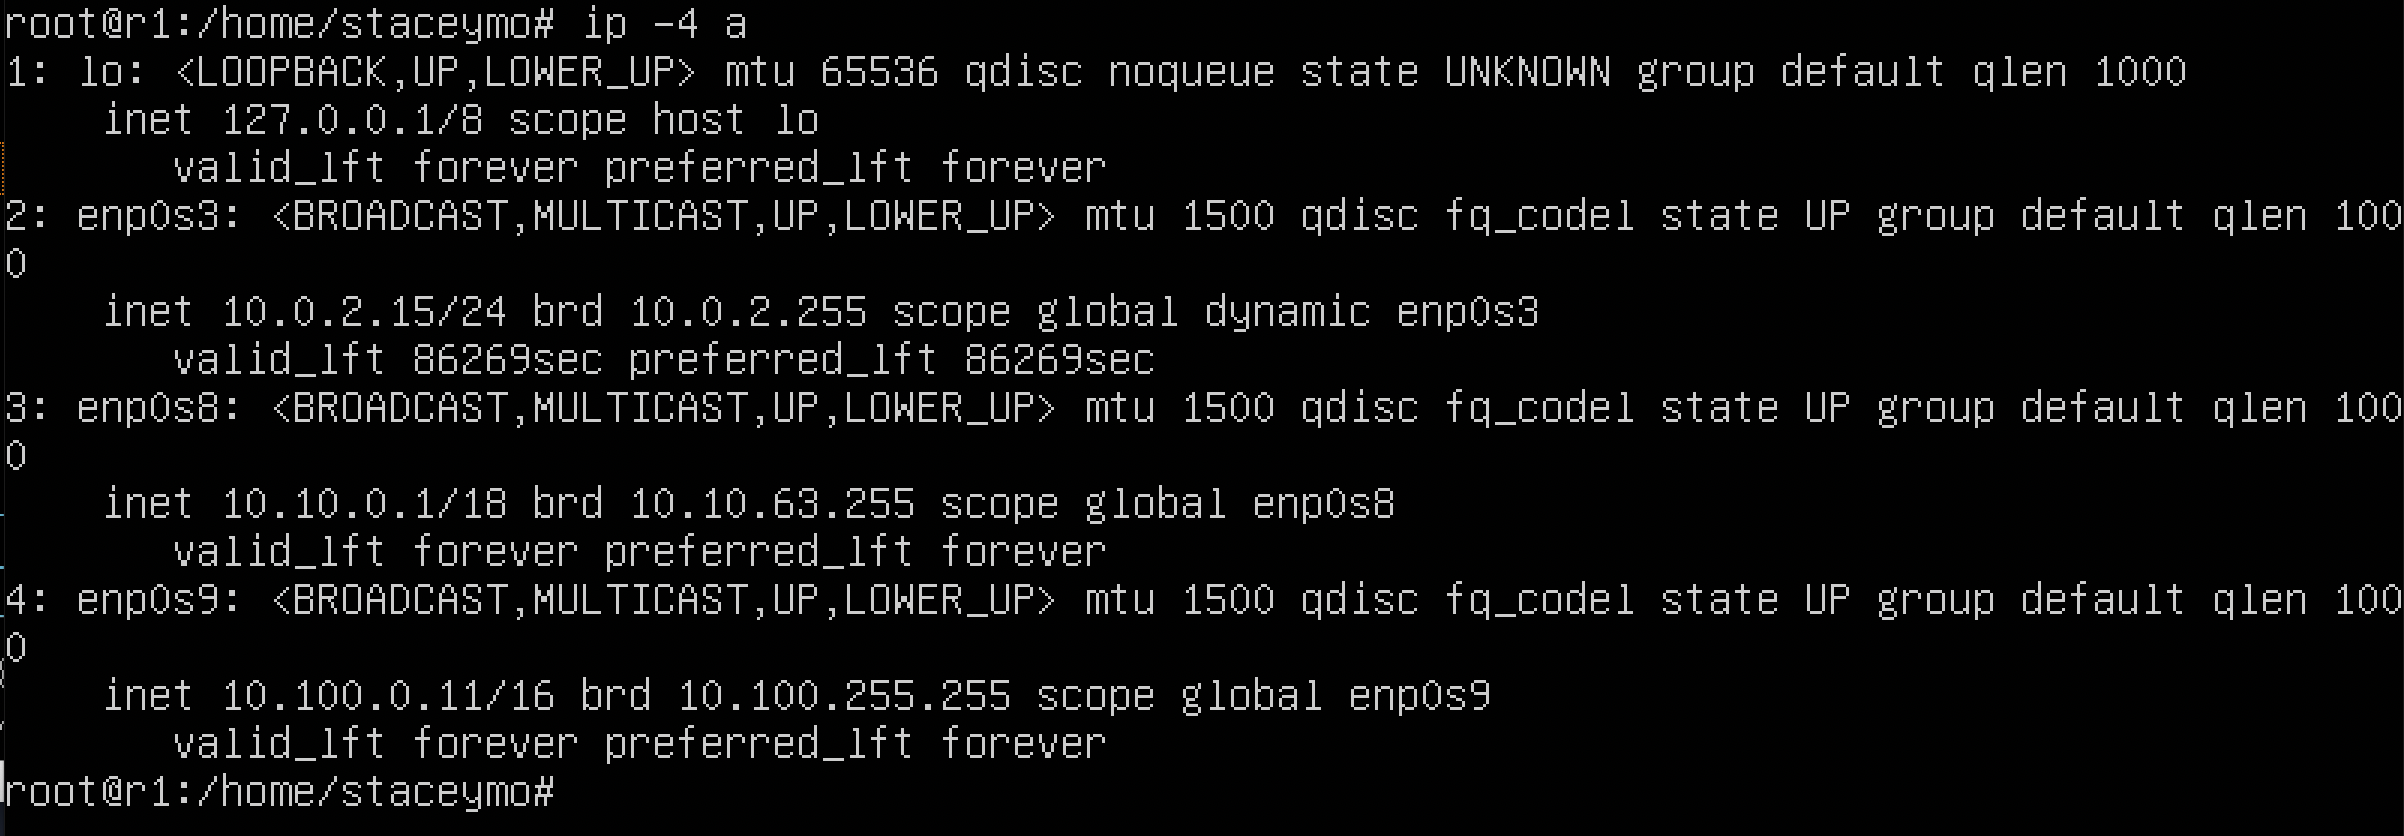 root@r1:/home/staceymo# ip -4 a
1: lo: <LOOPBACK,UP,LOWER_UP> mtu 65536 qdisc noqueue state UNKNOWN group default qlen 1000
    inet 127.0.0.1/8 scope host lo
       valid_lft forever preferred_lft forever
2: enp0s3: <BROADCAST,MULTICAST,UP,LOWER_UP> mtu 1500 qdisc fq_codel state UP group default qlen 100
0
    inet 10.0.2.15/24 brd 10.0.2.255 scope global dynamic enp0s3
       valid_lft 86269sec preferred_lft 86269sec
3: enp0s8: <BROADCAST,MULTICAST,UP,LOWER_UP> mtu 1500 qdisc fq_codel state UP group default qlen 100
0
    inet 10.10.0.1/18 brd 10.10.63.255 scope global enp0s8
       valid_lft forever preferred_lft forever
4: enp0s9: <BROADCAST,MULTICAST,UP,LOWER_UP> mtu 1500 qdisc fq_codel state UP group default qlen 100
0
    inet 10.100.0.11/16 brd 10.100.255.255 scope global enp0s9
       valid_lft forever preferred_lft forever
root@r1:/home/staceymo#